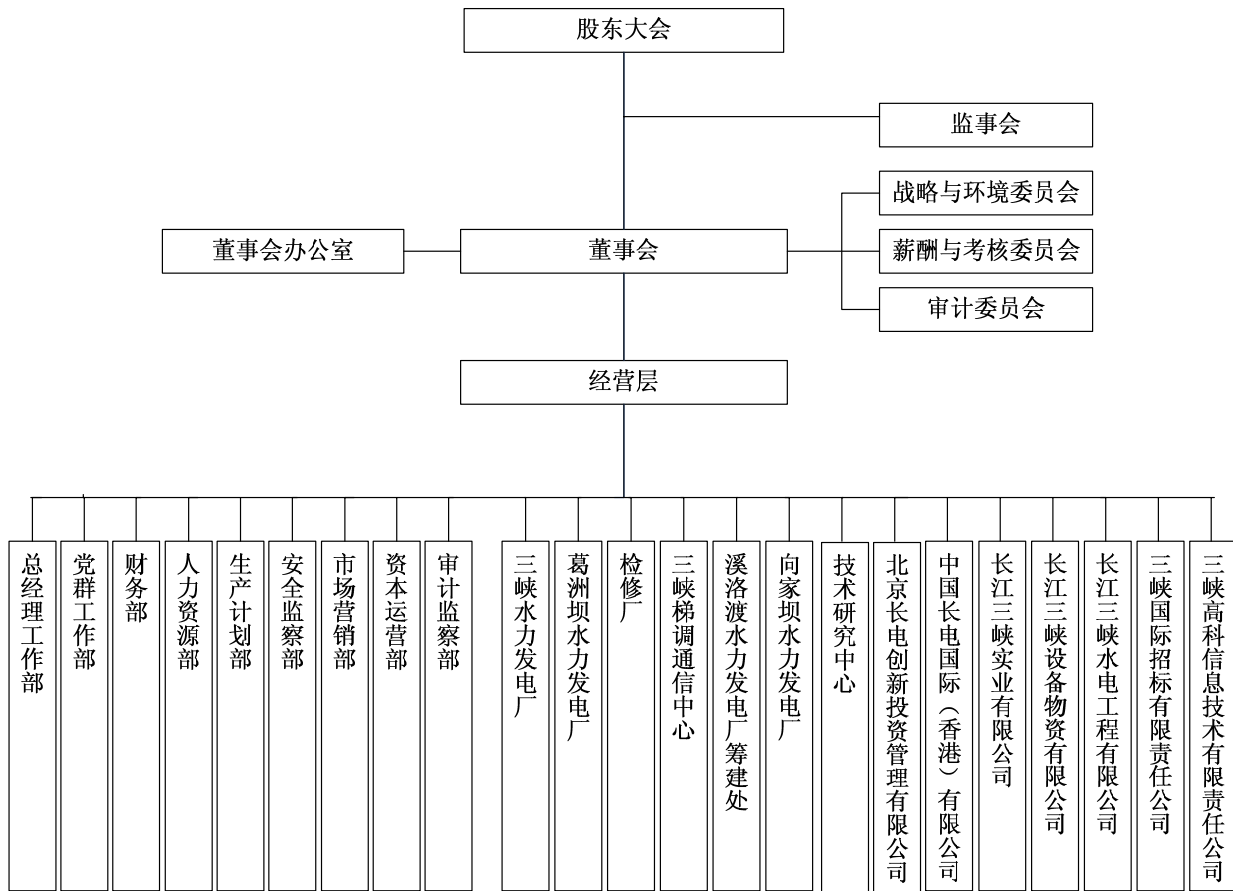 股东大会
监事会
战略与环境委员会
董事会办公室
董事会
薪酬与考核委员会
审计委员会
经营层
总经理工作部
党群工作部
财务部
人力资源部
生产计划部
安全监察部
市场营销部
资本运营部
审计监察部
三峡水力发电厂
葛洲坝水力发电厂
检修厂
三峡梯调通信中心
溪洛渡水力发电厂筹建处
向家坝水力发电厂
技术研究中心
北京长电创新投资管理有限公司
中国长电国际（香港）有限公司
长江三峡实业有限公司
长江三峡设备物资有限公司
长江三峡水电工程有限公司
三峡国际招标有限责任公司
三峡高科信息技术有限责任公司